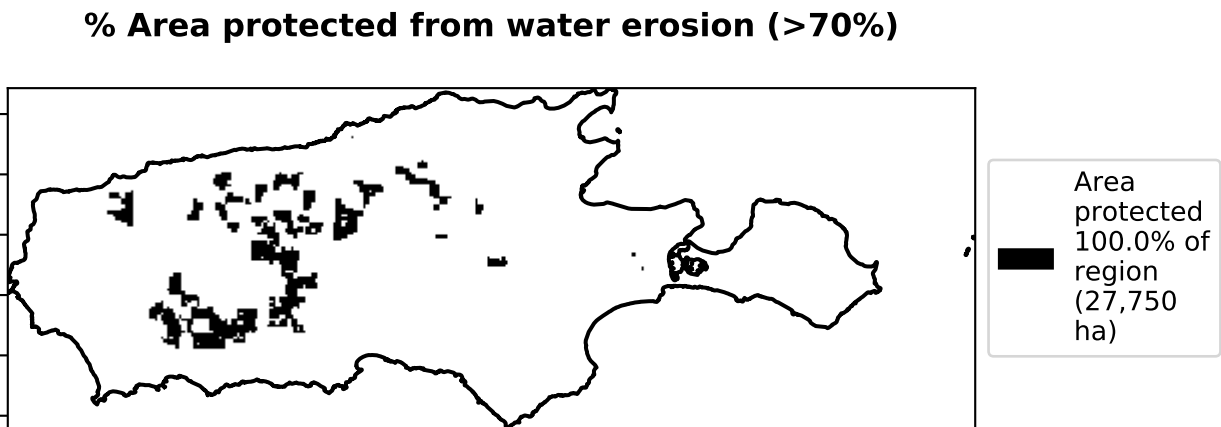 % Area protected from water erosion (>70%)
Area
protected
100.0% of
region
(27,750
ha)